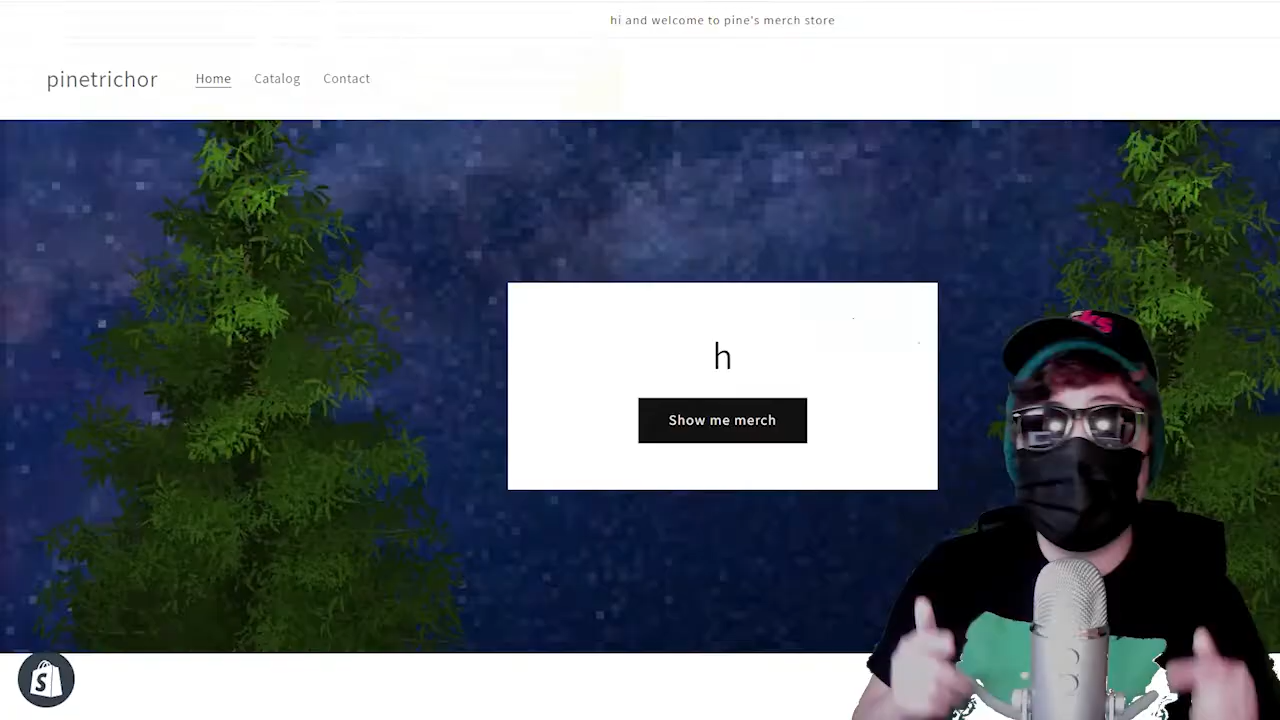 hi and welcome to pine's merch store
pinetrichor
Home
Catalog
Contact
h
Show me merch
S